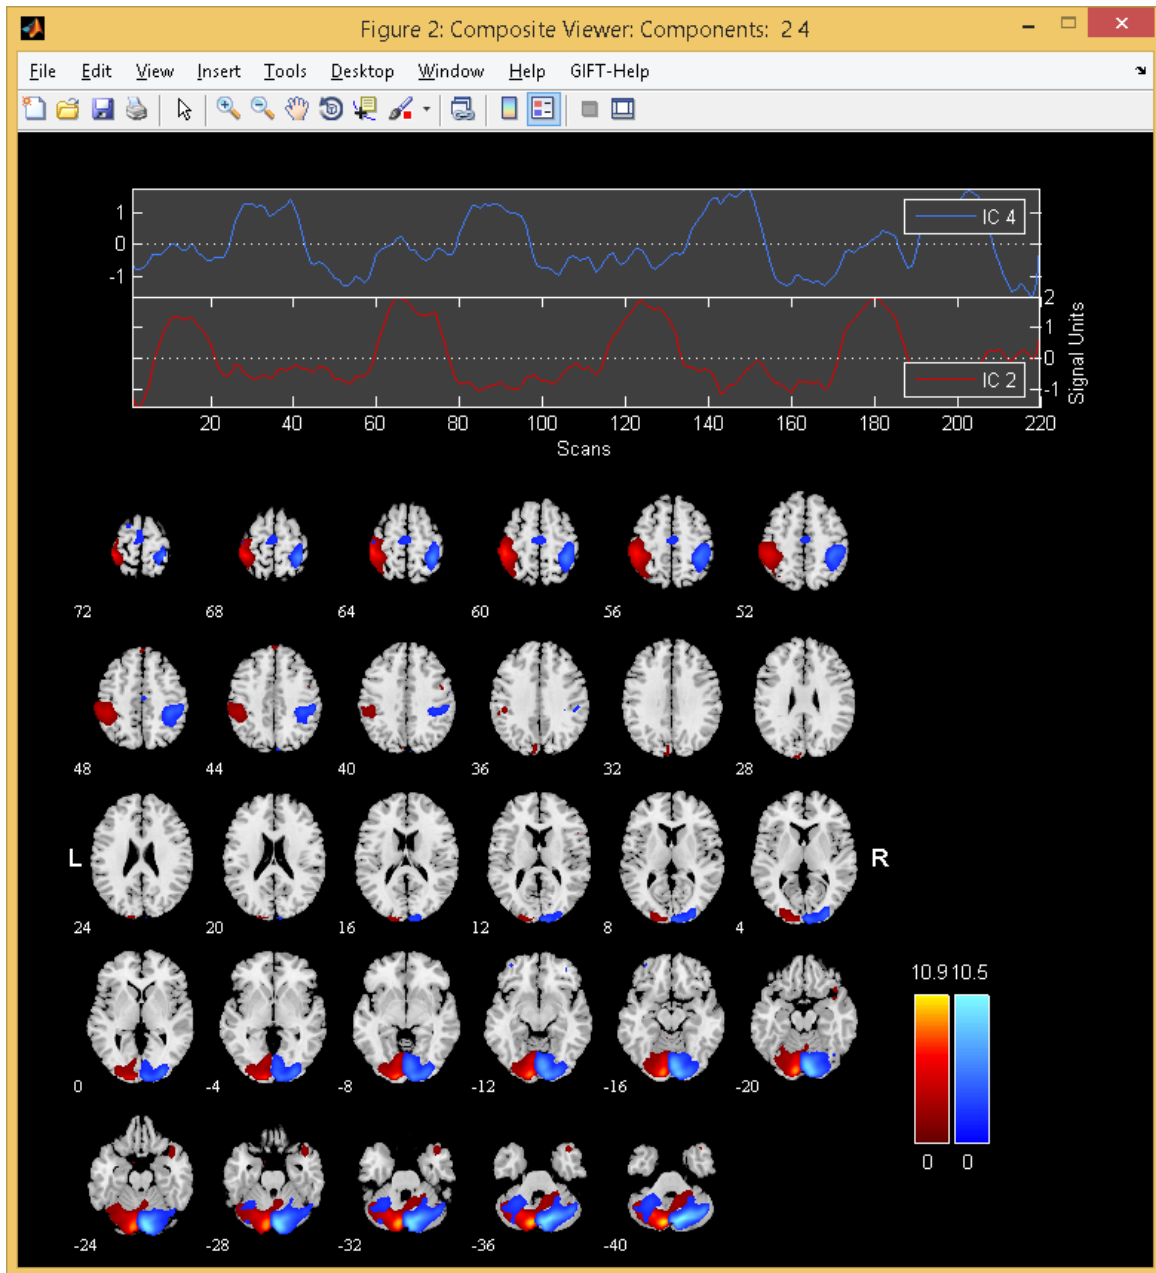 Figure 2: Composite Viewer: Components:  2 4
File Edit View Insert Tools Desktop Window Help GIFT-Help
1
0
-1
IC 4
2
1
0
-1
Signal Units
IC 2
20 40 60 80 100 120 140 160 180 200 220
Scans
72 68 64 60 56 52
48 44 40 36 32 28
L R
24 20 16 12 8 4
10.9 10.5
0 -4 -8 -12 -16 -20
0 0
-24 -28 -32 -36 -40